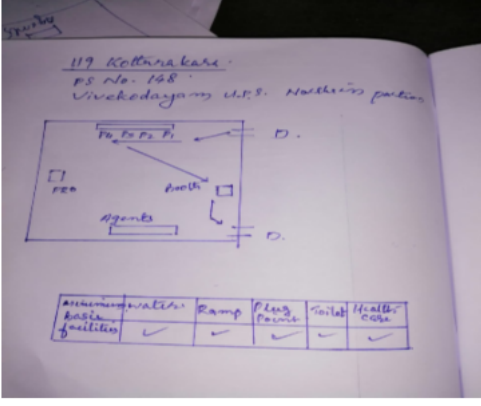 119 Kottarakara.
PS No. 148
Vivekodayam U.P.S. Northern portion
P4 P3 P2 P1
D.
PRO
Booth
Agents
D.
minimum basic facilities
Water
Ramp
Plug Point
Toilet
Health Care
✓ ✓ ✓ ✓ ✓